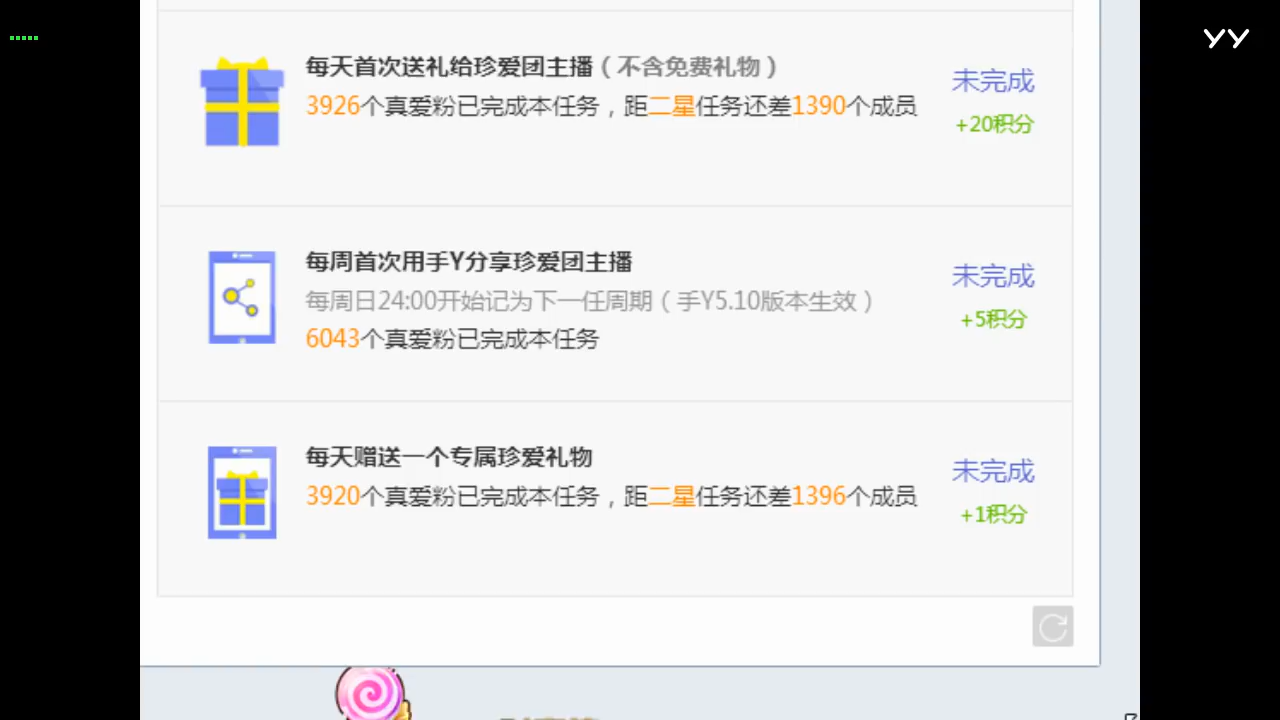 YY
每天首次送礼给珍爱团主播（不含免费礼物）
3926个真爱粉已完成本任务，距二星任务还差1390个成员
未完成
+20积分
每周首次用手Y分享珍爱团主播
每周日24:00开始记为下一任周期（手Y5.10版本生效）
6043个真爱粉已完成本任务
未完成
+5积分
每天赠送一个专属珍爱礼物
3920个真爱粉已完成本任务，距二星任务还差1396个成员
未完成
+1积分